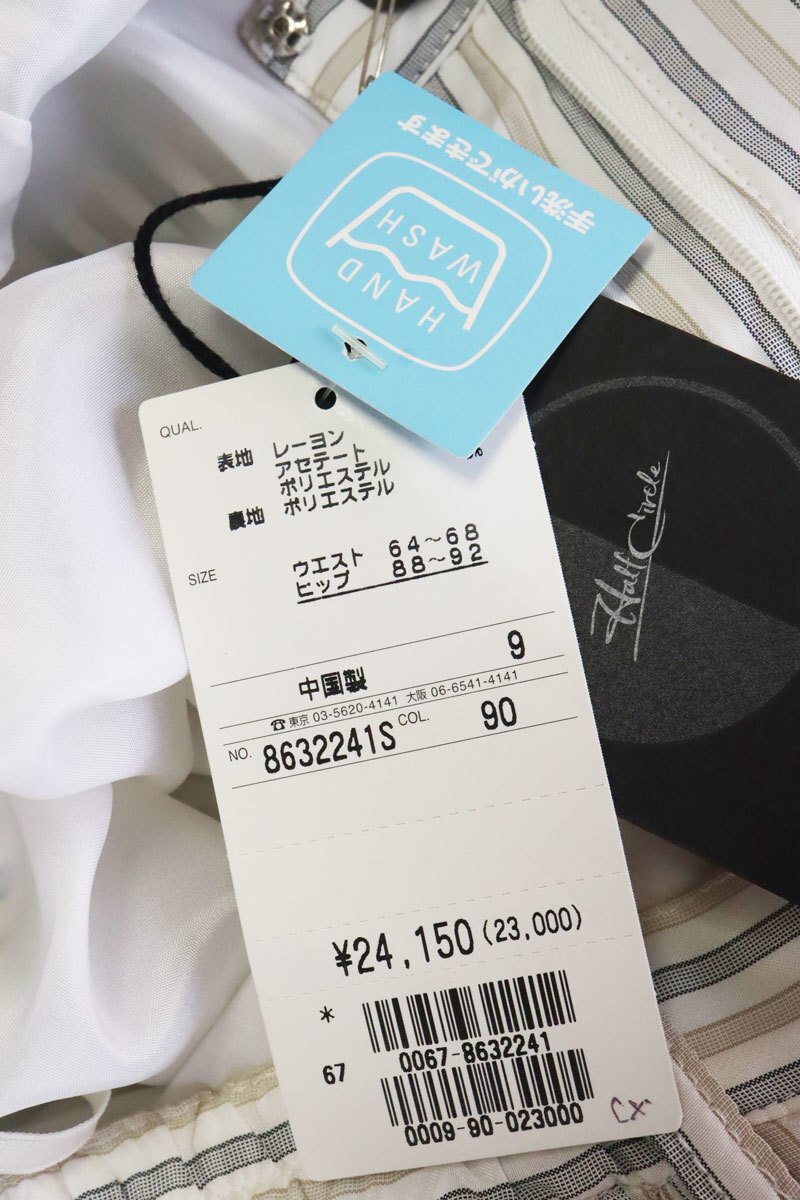 手洗いができます
HAND
WASH
QUAL.
表地 レーヨン
アセテート
ポリエステル
裏地 ポリエステル
%
SIZE
ウエスト 64~68
ヒップ 88~92
9
中国製
☎東京 03-5620-4141 大阪 06-6541-4141
NO. 8632241S COL. 90
¥24,150(23,000)
*
0067-8632241
67
0009-90-023000
CX
Half Circle